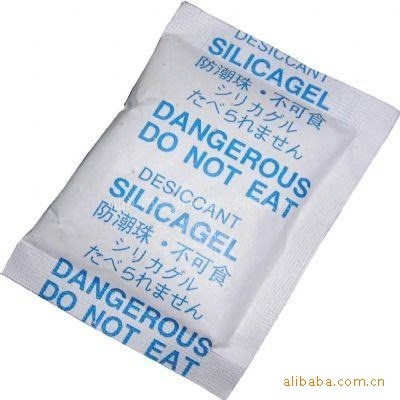 DESICCANT
SILICAGEL
防潮珠・不可食
シリカグル
たべられません
DANGEROUS
DO NOT EAT
DESICCANT
SILICAGEL
防潮珠・不可食
シリカグル
たべられません
DANGEROUS
DO NOT EAT
alibaba.com.cn